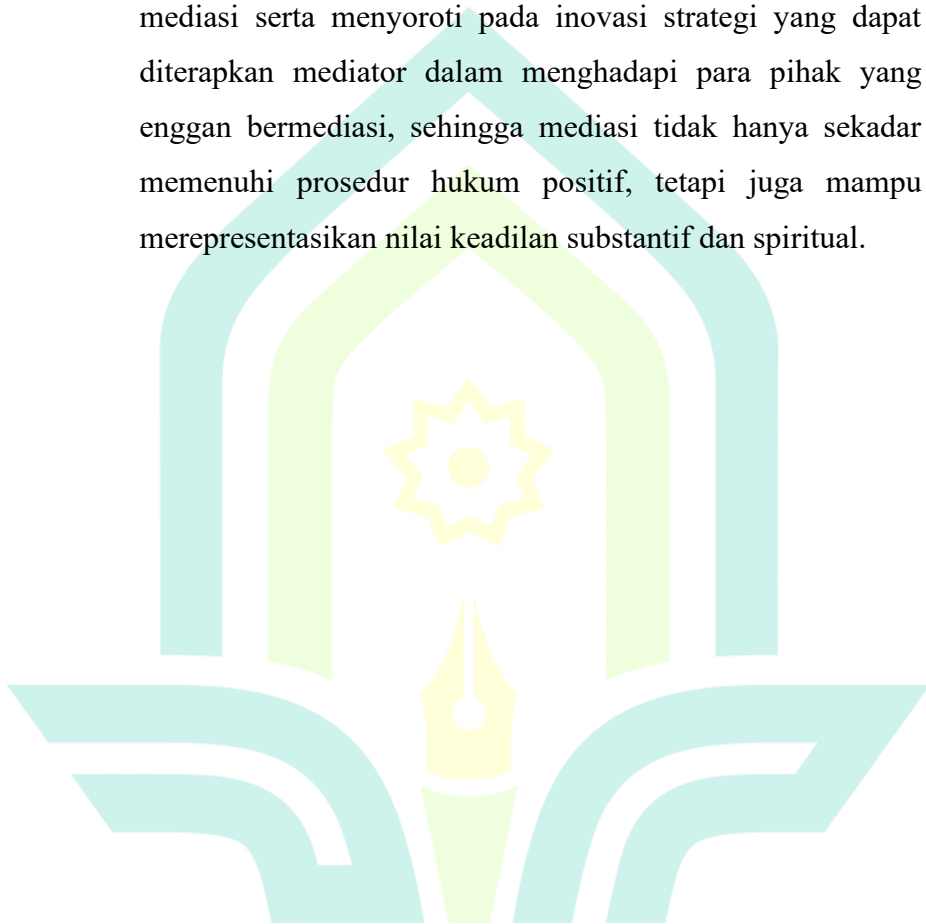 mediasi serta menyoroti pada inovasi strategi yang dapat
diterapkan mediator dalam menghadapi para pihak yang
enggan bermediasi, sehingga mediasi tidak hanya sekadar
memenuhi prosedur hukum positif, tetapi juga mampu
merepresentasikan nilai keadilan substantif dan spiritual.